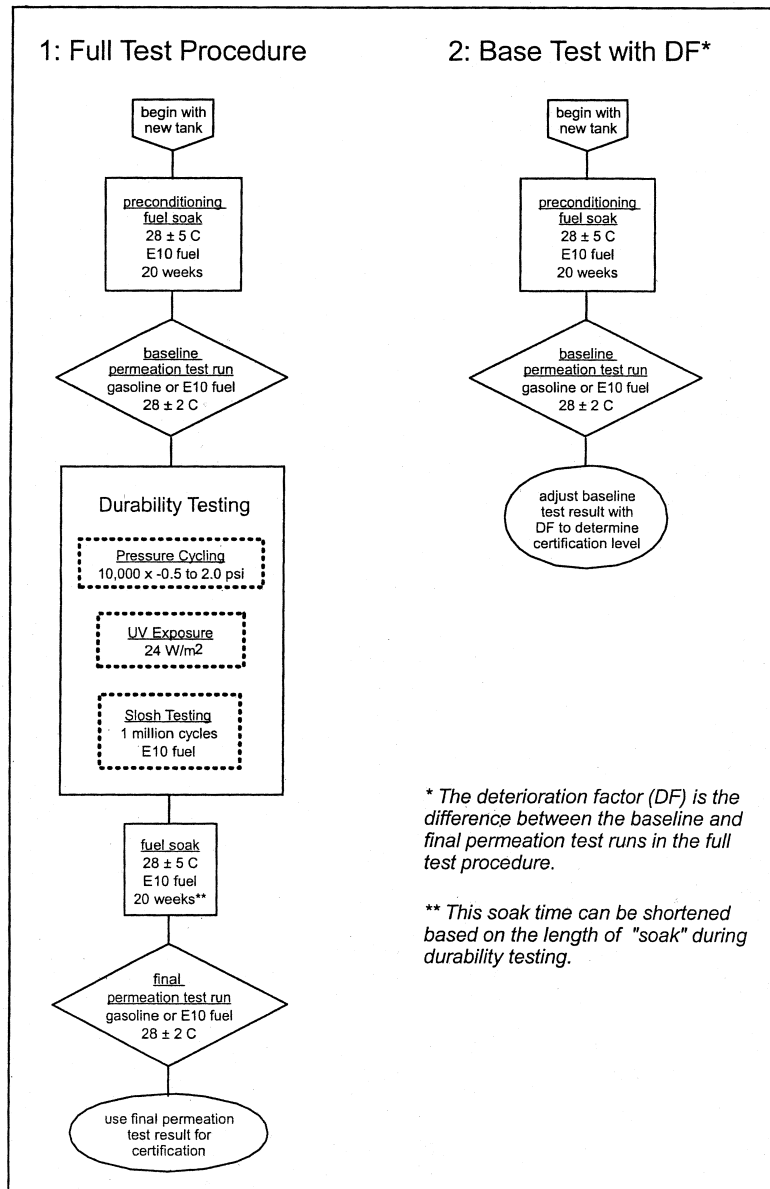 1: Full Test Procedure
begin with
new tank
preconditioning
fuel soak
28 ± 5 C
E10 fuel
20 weeks
baseline
permeation test run
gasoline or E10 fuel
28 ± 2 C
Durability Testing
Pressure Cycling
10,000 x -0.5 to 2.0 psi
UV Exposure
24 W/m2
Slosh Testing
1 million cycles
E10 fuel
fuel soak
28 ± 5 C
E10 fuel
20 weeks**
final
permeation test run
gasoline or E10 fuel
28 ± 2 C
use final permeation
test result for
certification
2: Base Test with DF*
begin with
new tank
preconditioning
fuel soak
28 ± 5 C
E10 fuel
20 weeks
baseline
permeation test run
gasoline or E10 fuel
28 ± 2 C
adjust baseline
test result with
DF to determine
certification level
* The deterioration factor (DF) is the
difference between the baseline and
final permeation test runs in the full
test procedure.
** This soak time can be shortened
based on the length of "soak" during
durability testing.